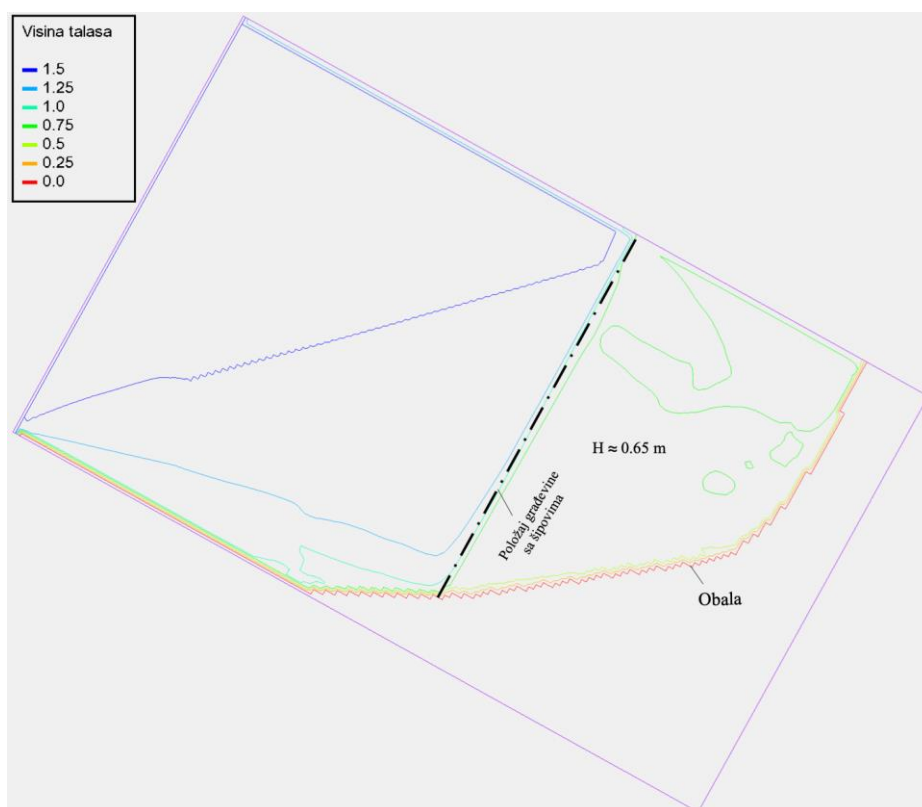 Visina talasa
1.5
1.25
1.0
0.75
0.5
0.25
0.0
H ≈ 0.65 m
Položaj građevine
sa šipovima
Obala